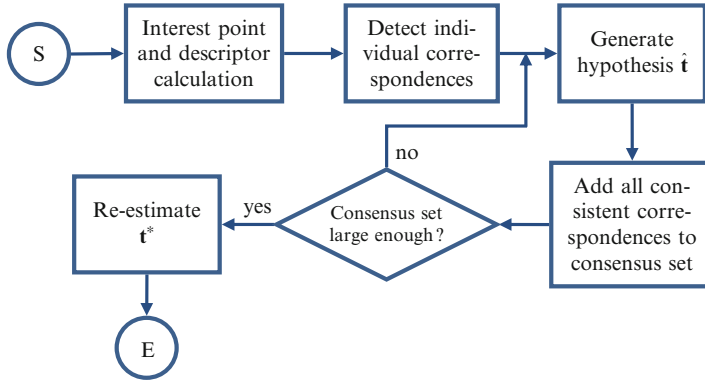 S
Interest point
and descriptor
calculation
Detect indi-
vidual corre-
spondences
Generate
hypothesis t̂
no
Add all con-
sistent corre-
spondences to
consensus set
Consensus set
large enough?
yes
Re-estimate
t*
E